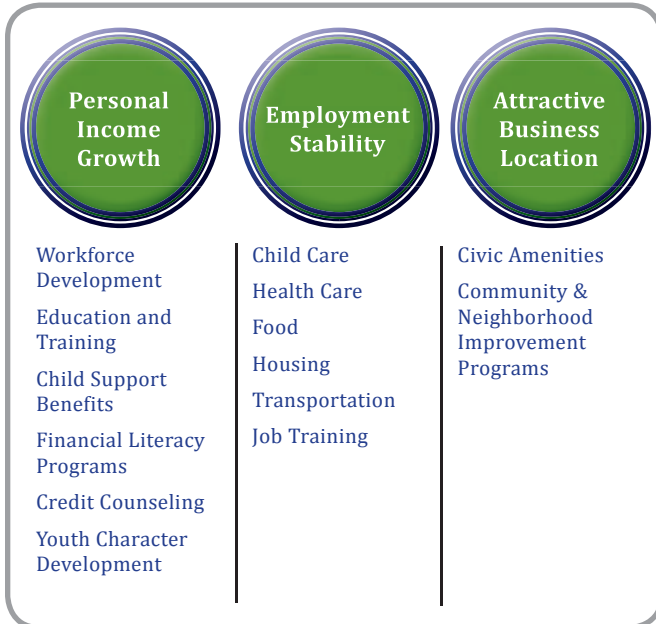 Personal
Income
Growth
Employment
Stability
Attractive
Business
Location
Workforce
Development
Education and
Training
Child Support
Benefits
Financial Literacy
Programs
Credit Counseling
Youth Character
Development
Child Care
Health Care
Food
Housing
Transportation
Job Training
Civic Amenities
Community &
Neighborhood
Improvement
Programs